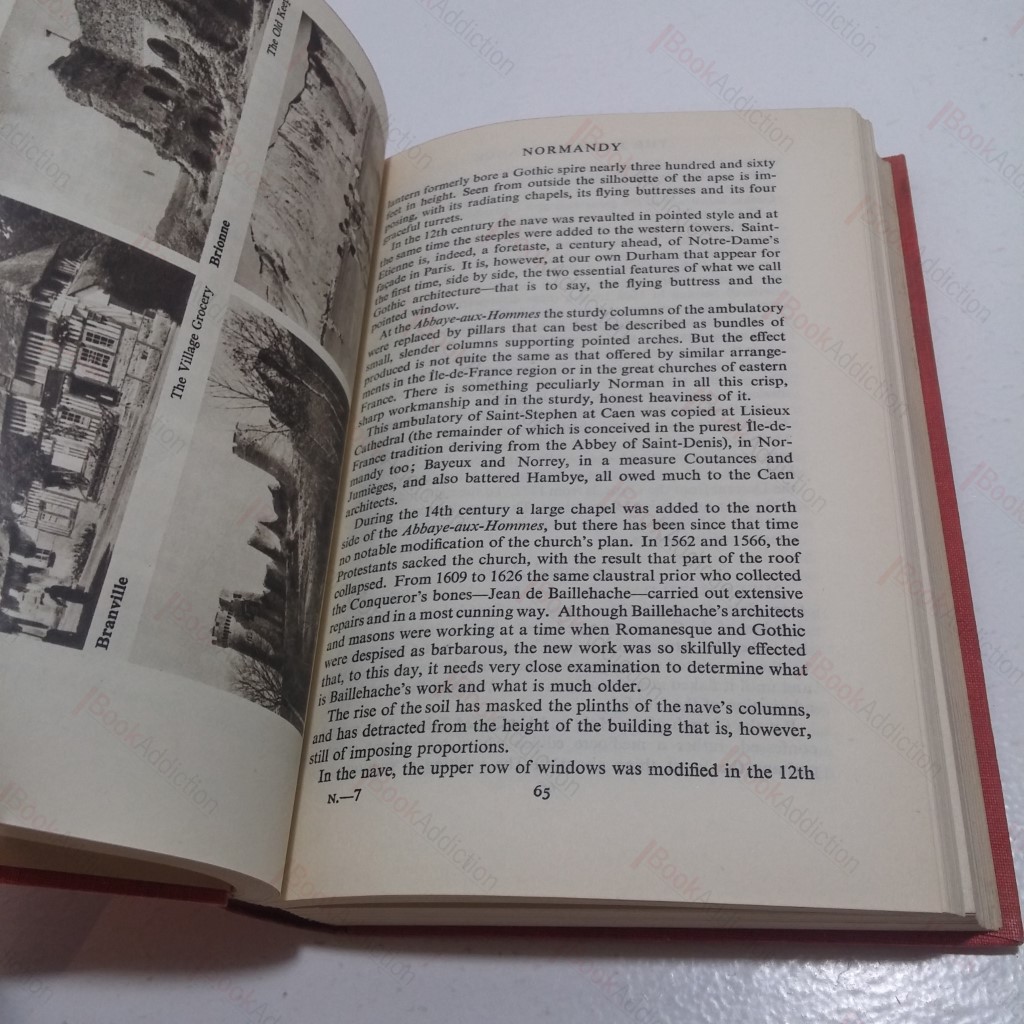 The Old Keep
Brionne
The Village Grocery
Branville
NORMANDY
lantern formerly bore a Gothic spire nearly three hundred and sixty
feet in height. Seen from outside the silhouette of the apse is im-
posing, with its radiating chapels, its flying buttresses and its four
graceful turrets.
In the 12th century the nave was revaulted in pointed style and at
the same time the steeples were added to the western towers. Saint-
Etienne is, indeed, a foretaste, a century ahead, of Notre-Dame's
façade in Paris. It is, however, at our own Durham that appear for
the first time, side by side, the two essential features of what we call
Gothic architecture—that is to say, the flying buttress and the
pointed window.
At the Abbaye-aux-Hommes the sturdy columns of the ambulatory
were replaced by pillars that can best be described as bundles of
small, slender columns supporting pointed arches. But the effect
produced is not quite the same as that offered by similar arrange-
ments in the Île-de-France region or in the great churches of eastern
France. There is something peculiarly Norman in all this crisp,
sharp workmanship and in the sturdy, honest heaviness of it.
This ambulatory of Saint-Stephen at Caen was copied at Lisieux
Cathedral (the remainder of which is conceived in the purest Île-de-
France tradition deriving from the Abbey of Saint-Denis), in Nor-
mandy too; Bayeux and Norrey, in a measure Coutances and
Jumièges, and also battered Hambye, all owed much to the Caen
architects.
During the 14th century a large chapel was added to the north
side of the Abbaye-aux-Hommes, but there has been since that time
no notable modification of the church's plan. In 1562 and 1566, the
Protestants sacked the church, with the result that part of the roof
collapsed. From 1609 to 1626 the same claustral prior who collected
the Conqueror's bones—Jean de Baillehache—carried out extensive
repairs and in a most cunning way. Although Baillehache's architects
and masons were working at a time when Romanesque and Gothic
were despised as barbarous, the new work was so skilfully effected
that, to this day, it needs very close examination to determine what
is Baillehache's work and what is much older.
The rise of the soil has masked the plinths of the nave's columns,
and has detracted from the height of the building that is, however,
still of imposing proportions.
In the nave, the upper row of windows was modified in the 12th
N.—7
65
BookAddiction